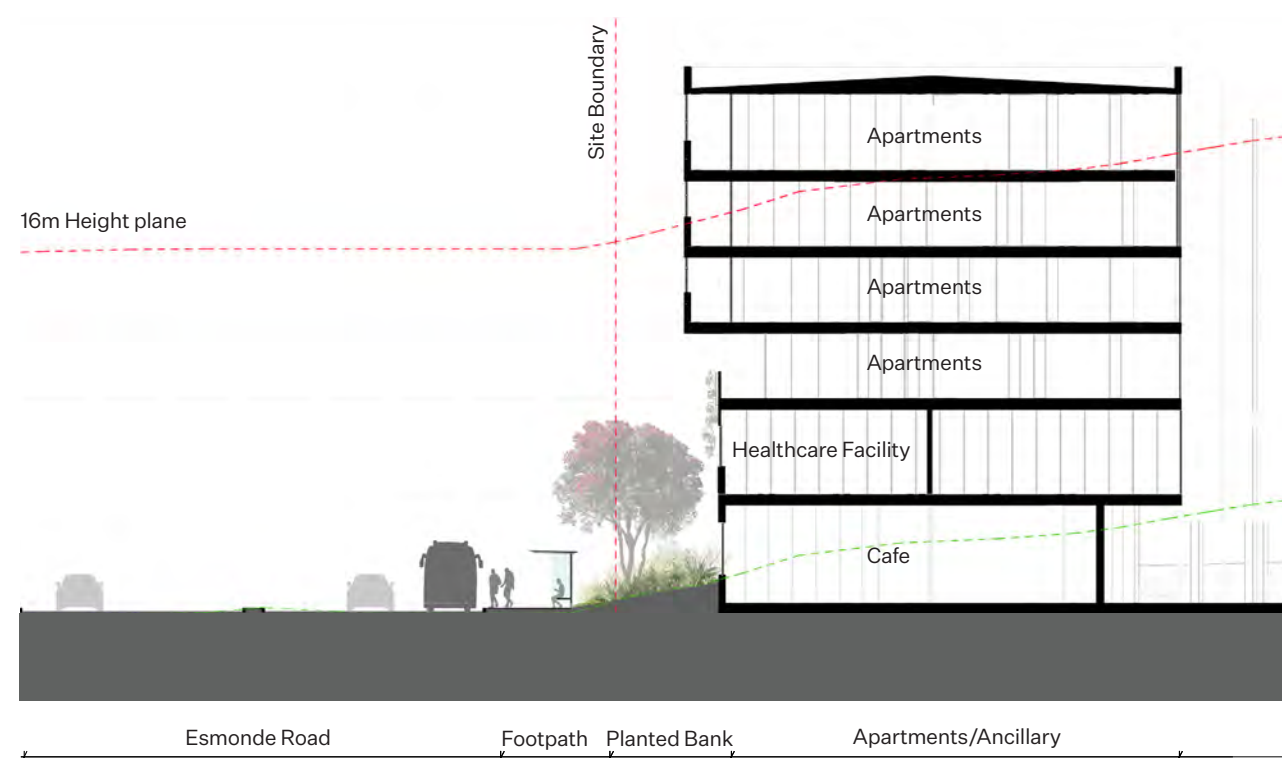 Site Boundary
Apartments
16m Height plane
Apartments
Apartments
Apartments
Healthcare Facility
Cafe
Esmonde Road
Footpath
Planted Bank
Apartments/Ancillary